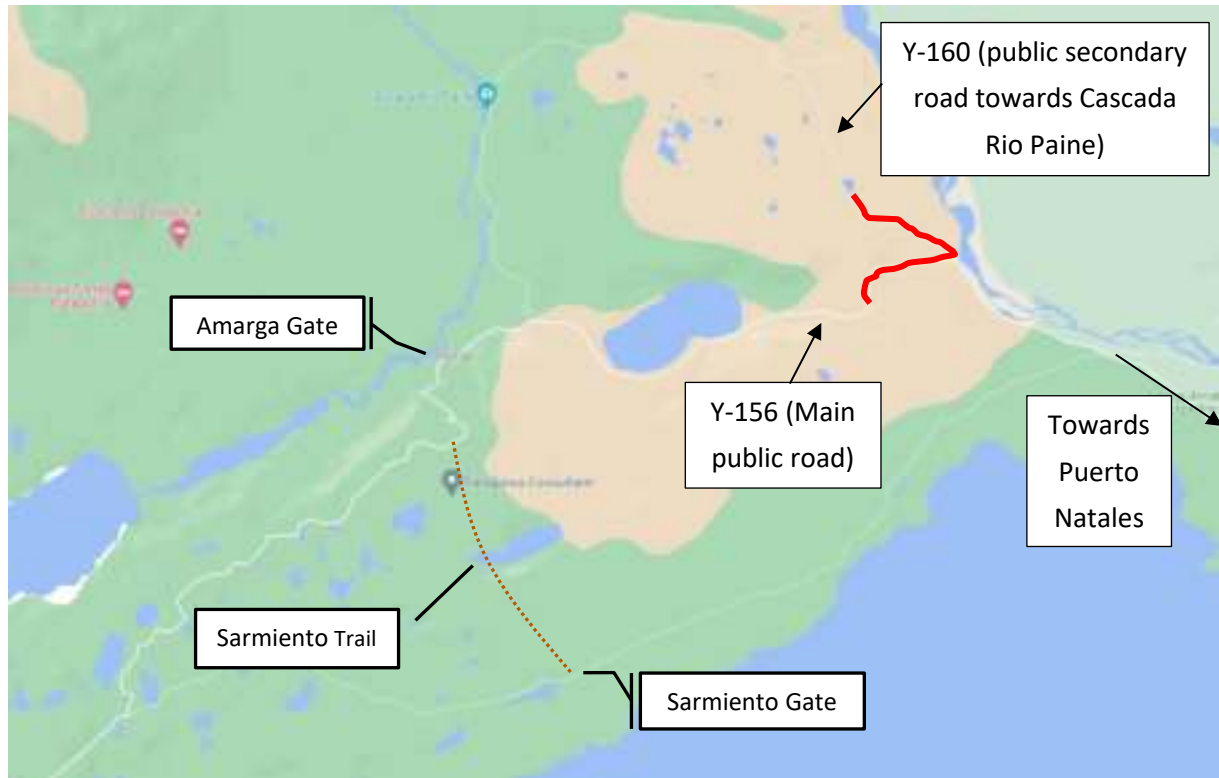 Y-160 (public secondary
road towards Cascada
Rio Paine)
Amarga Gate
Y-156 (Main
public road)
Towards
Puerto
Natales
Sarmiento Trail
Sarmiento Gate